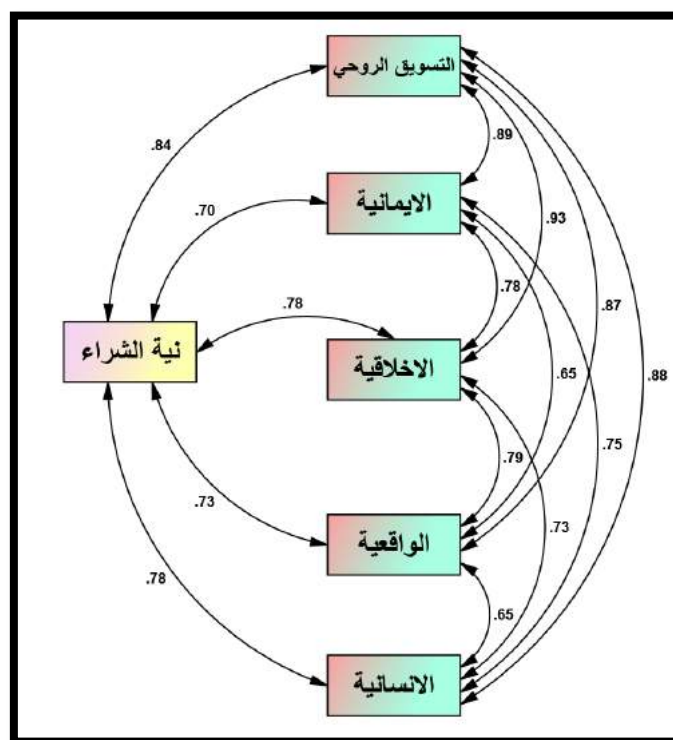 التسويق الروحي
.84
.89
الايمانية
.70
.93
.78
.78
.87
نية الشراء
الاخلاقية
.65
.88
.75
.79
.73
.73
الواقعية
.78
.65
الانسانية